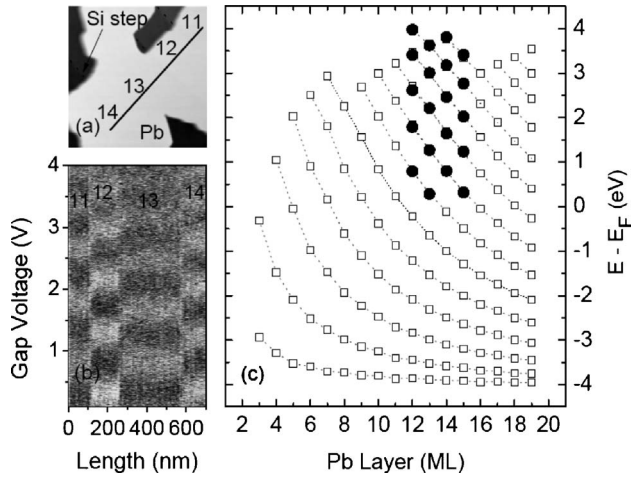 Si step
11
12
13
14
(a)
Pb
4
3
2
1
Gap Voltage (V)
11
12
13
14
(b)
0
200
400
600
Length (nm)
(c)
4
3
2
1
0
-1
-2
-3
-4
E - E_F (eV)
0 2 4 6 8 10 12 14 16 18 20
Pb Layer (ML)